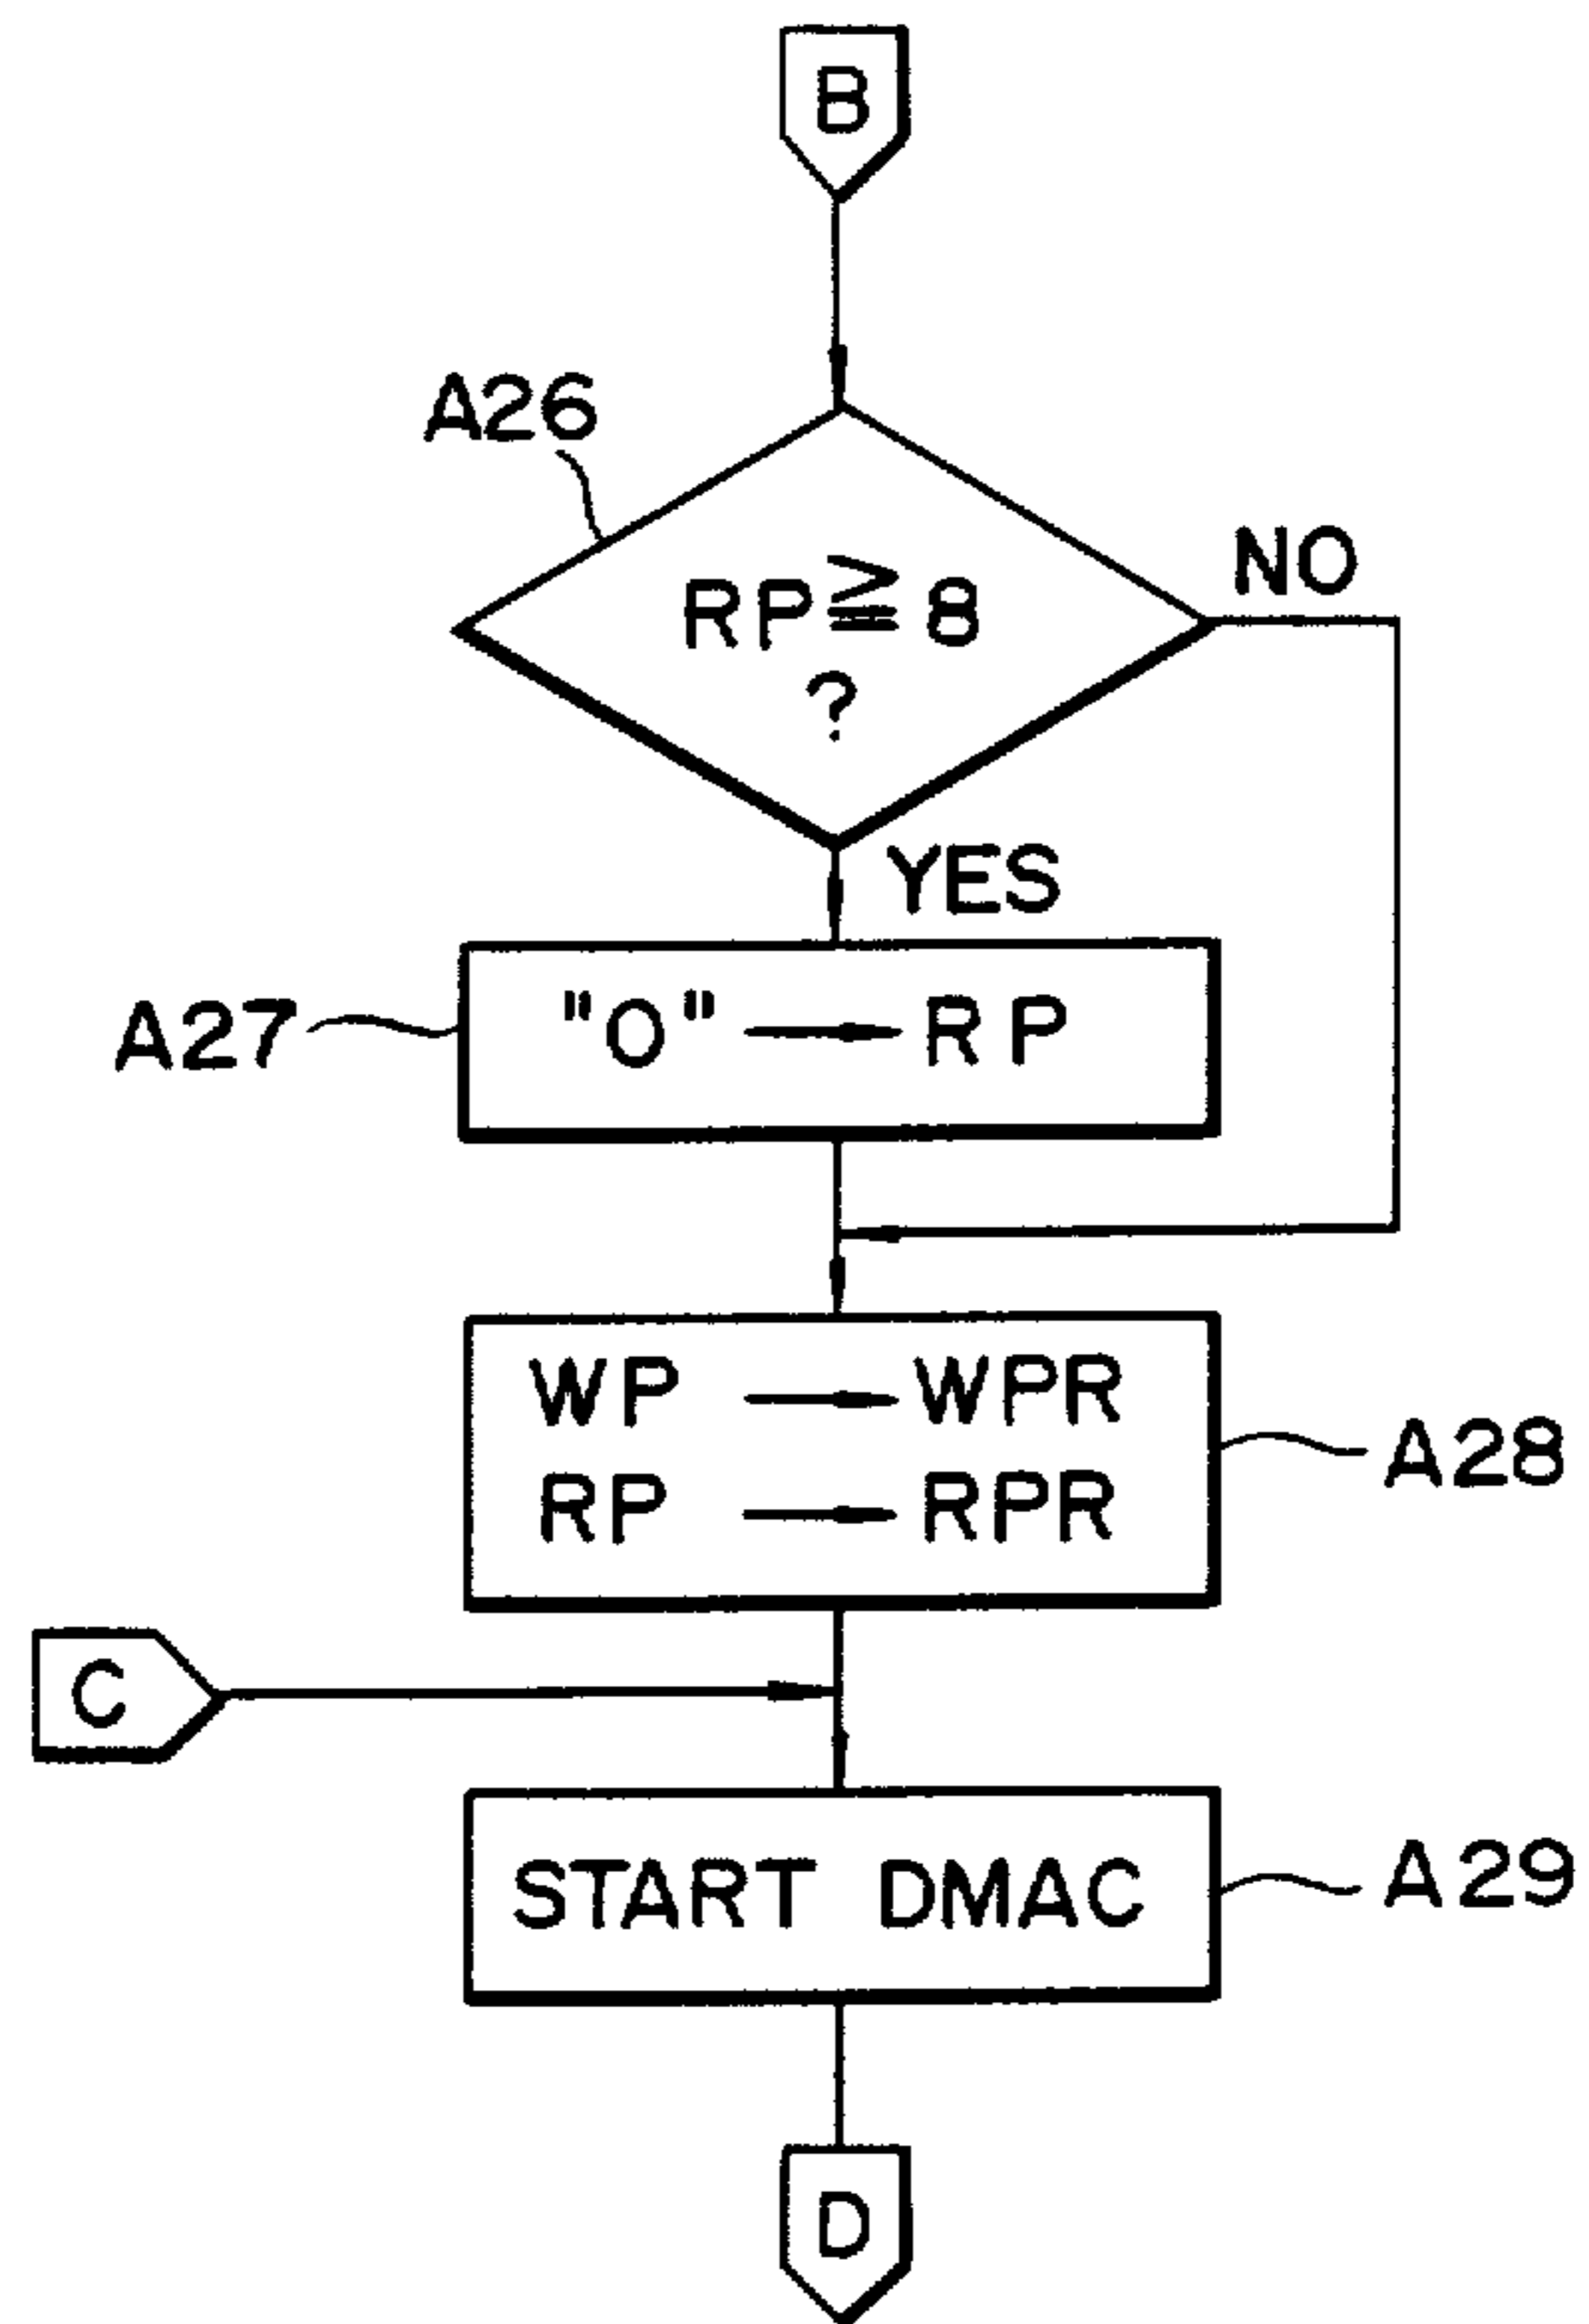 B
A26
RP≧8
?
NO
YES
A27
"O" → RP
WP → WPR
RP → RPR
A28
C
START DMAC
A29
D